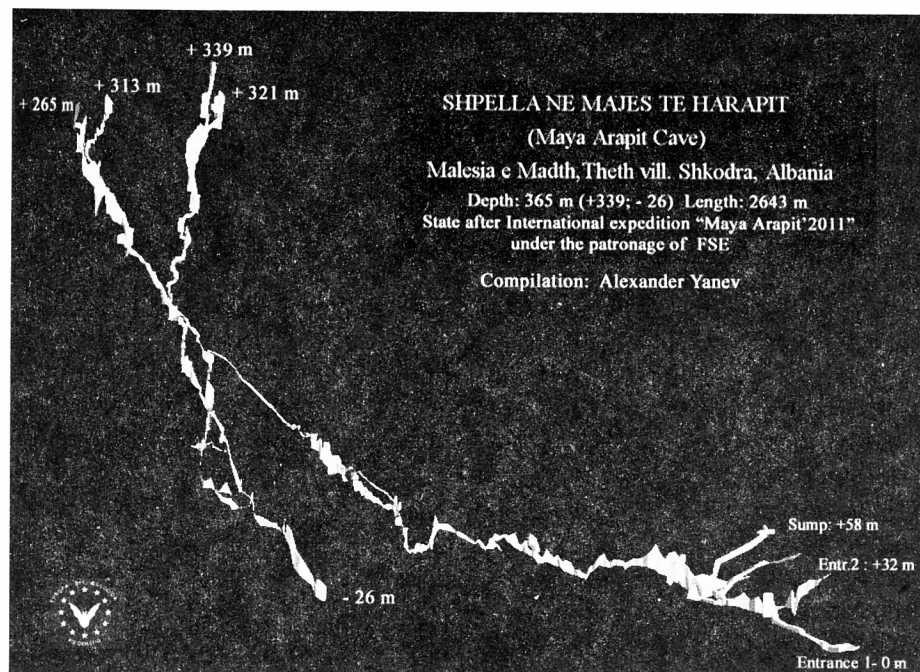 + 339 m
+ 313 m
+ 265 m
+ 321 m
SHPELLA NE MAJES TE HARAPIT
(Maya Arapit Cave)
Malesia e Madth,Theth vill. Shkodra, Albania
Depth: 365 m (+339; - 26) Length: 2643 m
State after International expedition “Maya Arapit’2011”
under the patronage of FSE
Compilation: Alexander Yanev
Sump: +58 m
Entr.2 : +32 m
- 26 m
Entrance 1- 0 m